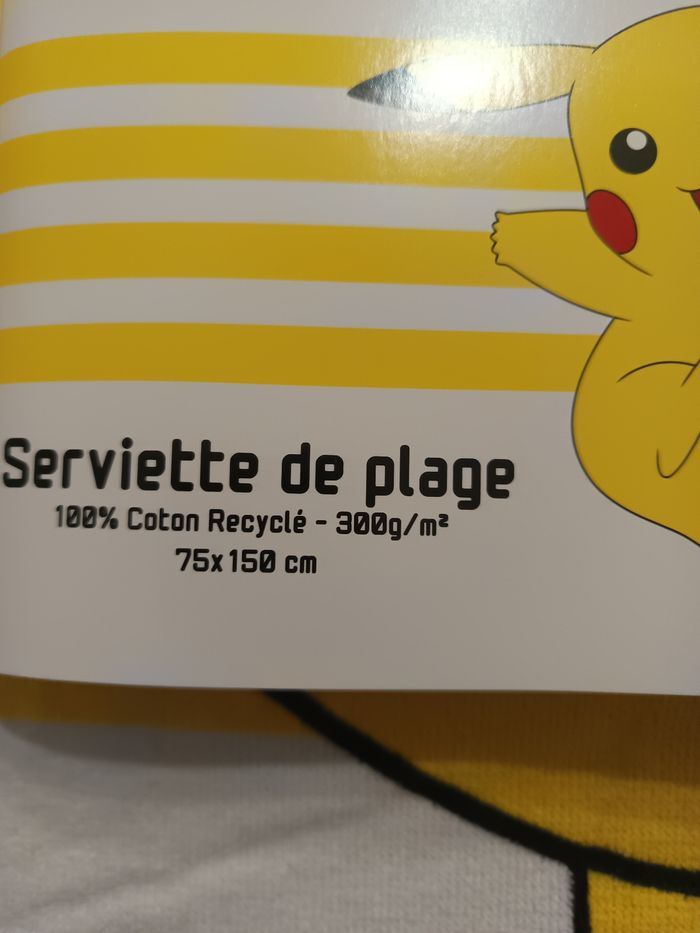 Serviette de plage
100% Coton Recyclé - 300g/m²
75x150 cm